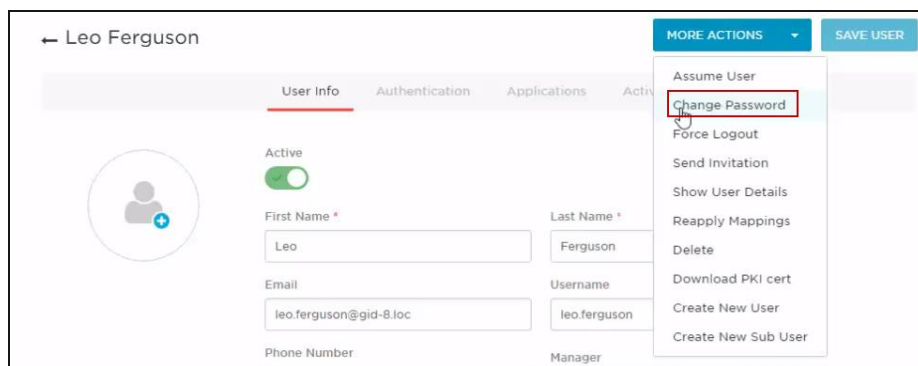 ← Leo Ferguson
MORE ACTIONS
SAVE USER
User Info Authentication Applications Activ
Assume User
Change Password
Force Logout
Send Invitation
Show User Details
Reapply Mappings
Delete
Download PKI cert
Create New User
Create New Sub User
Active
First Name * Last Name *
Leo Ferguson
Email Username
leo.ferguson@gid-8.loc leo.ferguson
Phone Number Manager